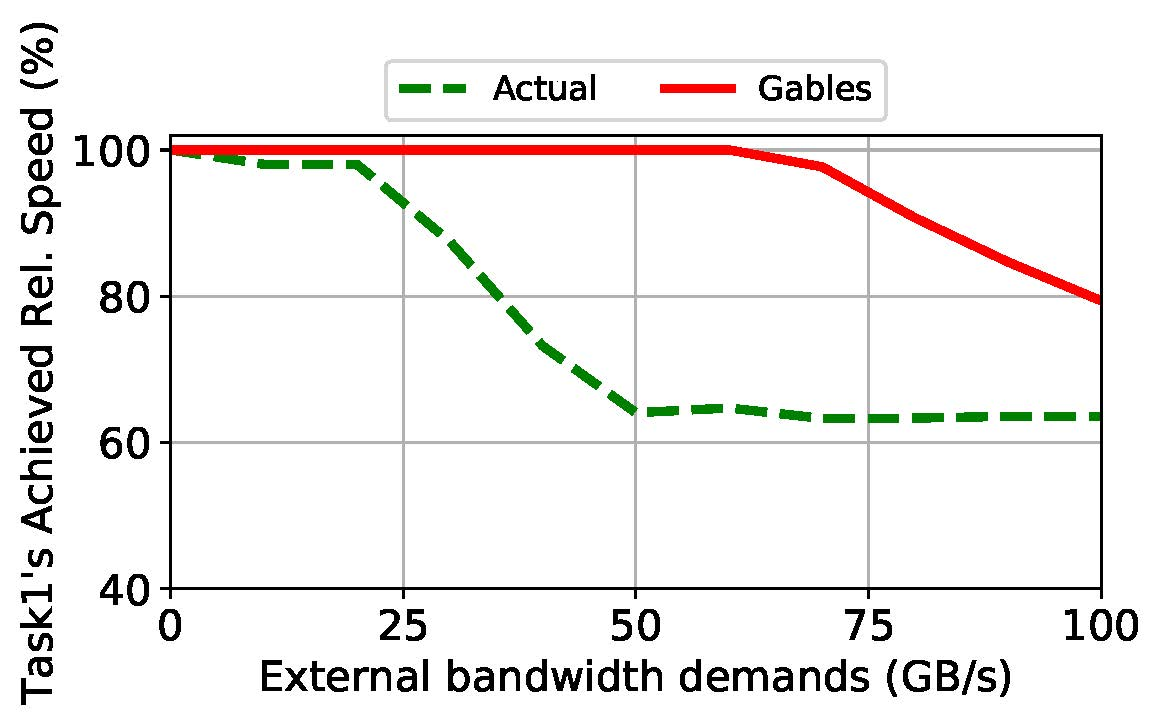 Actual
Gables
Task1's Achieved Rel. Speed (%)
100
80
60
40
0
25
50
75
100
External bandwidth demands (GB/s)